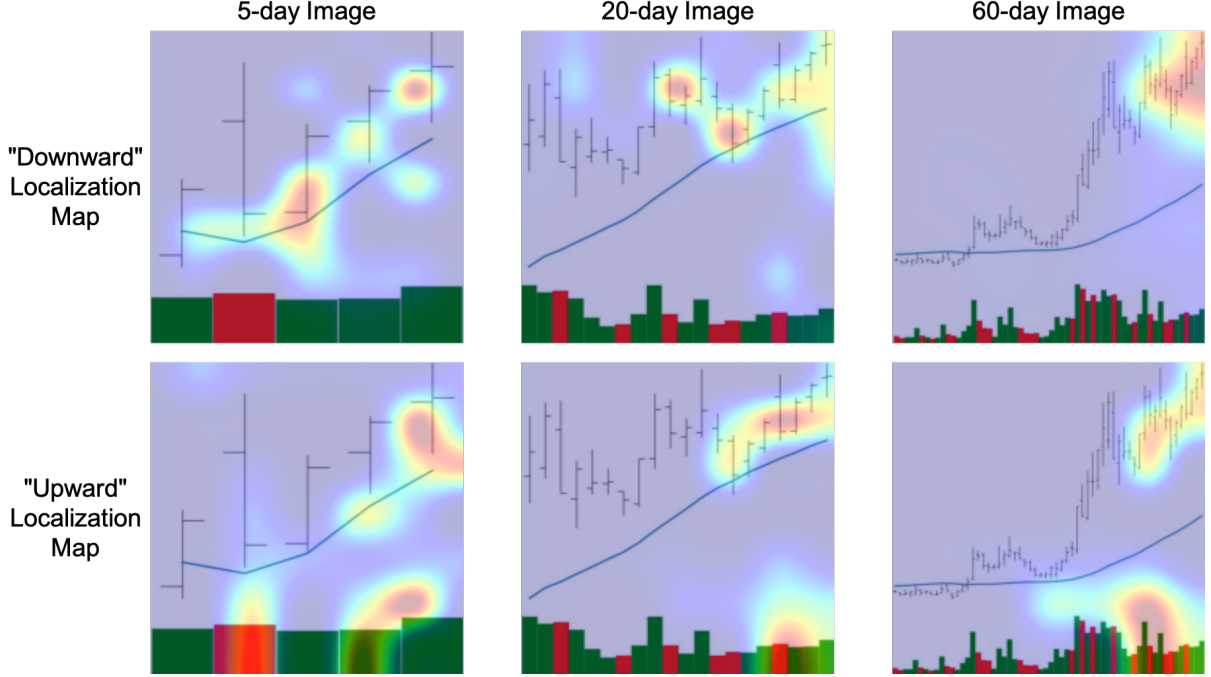 5-day Image
20-day Image
60-day Image
"Downward"
Localization
Map
"Upward"
Localization
Map